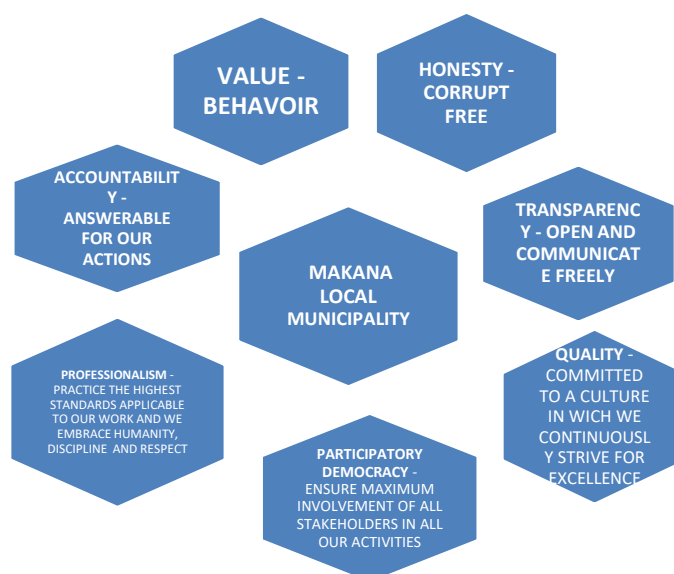 VALUE -
BEHAVOIR
HONESTY -
CORRUPT
FREE
ACCOUNTABILIT
Y -
ANSWERABLE
FOR OUR
ACTIONS
TRANSPARENC
Y - OPEN AND
COMMUNICAT
E FREELY
MAKANA
LOCAL
MUNICIPALITY
PROFESSIONALISM -
PRACTICE THE HIGHEST
STANDARDS APPLICABLE
TO OUR WORK AND WE
EMBRACE HUMANITY,
DISCIPLINE AND RESPECT
QUALITY -
COMMITTED
TO A CULTURE
IN WICH WE
CONTINUOUSL
Y STRIVE FOR
EXCELLENCE
PARTICIPATORY
DEMOCRACY -
ENSURE MAXIMUM
INVOLVEMENT OF ALL
STAKEHOLDERS IN ALL
OUR ACTIVITIES